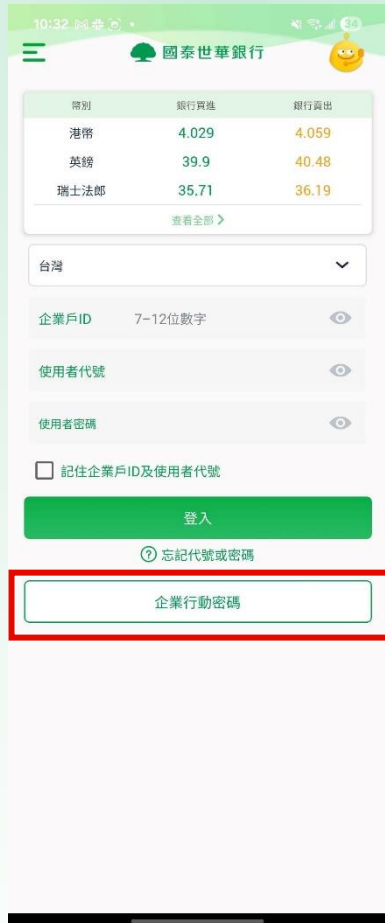 10:32
國泰世華銀行
幣別 銀行買進 銀行賣出
港幣 4.029 4.059
英鎊 39.9 40.48
瑞士法郎 35.71 36.19
查看全部
台灣
企業戶ID 7-12位數字
使用者代號
使用者密碼
記住企業戶ID及使用者代號
登入
忘記代號或密碼
企業行動密碼